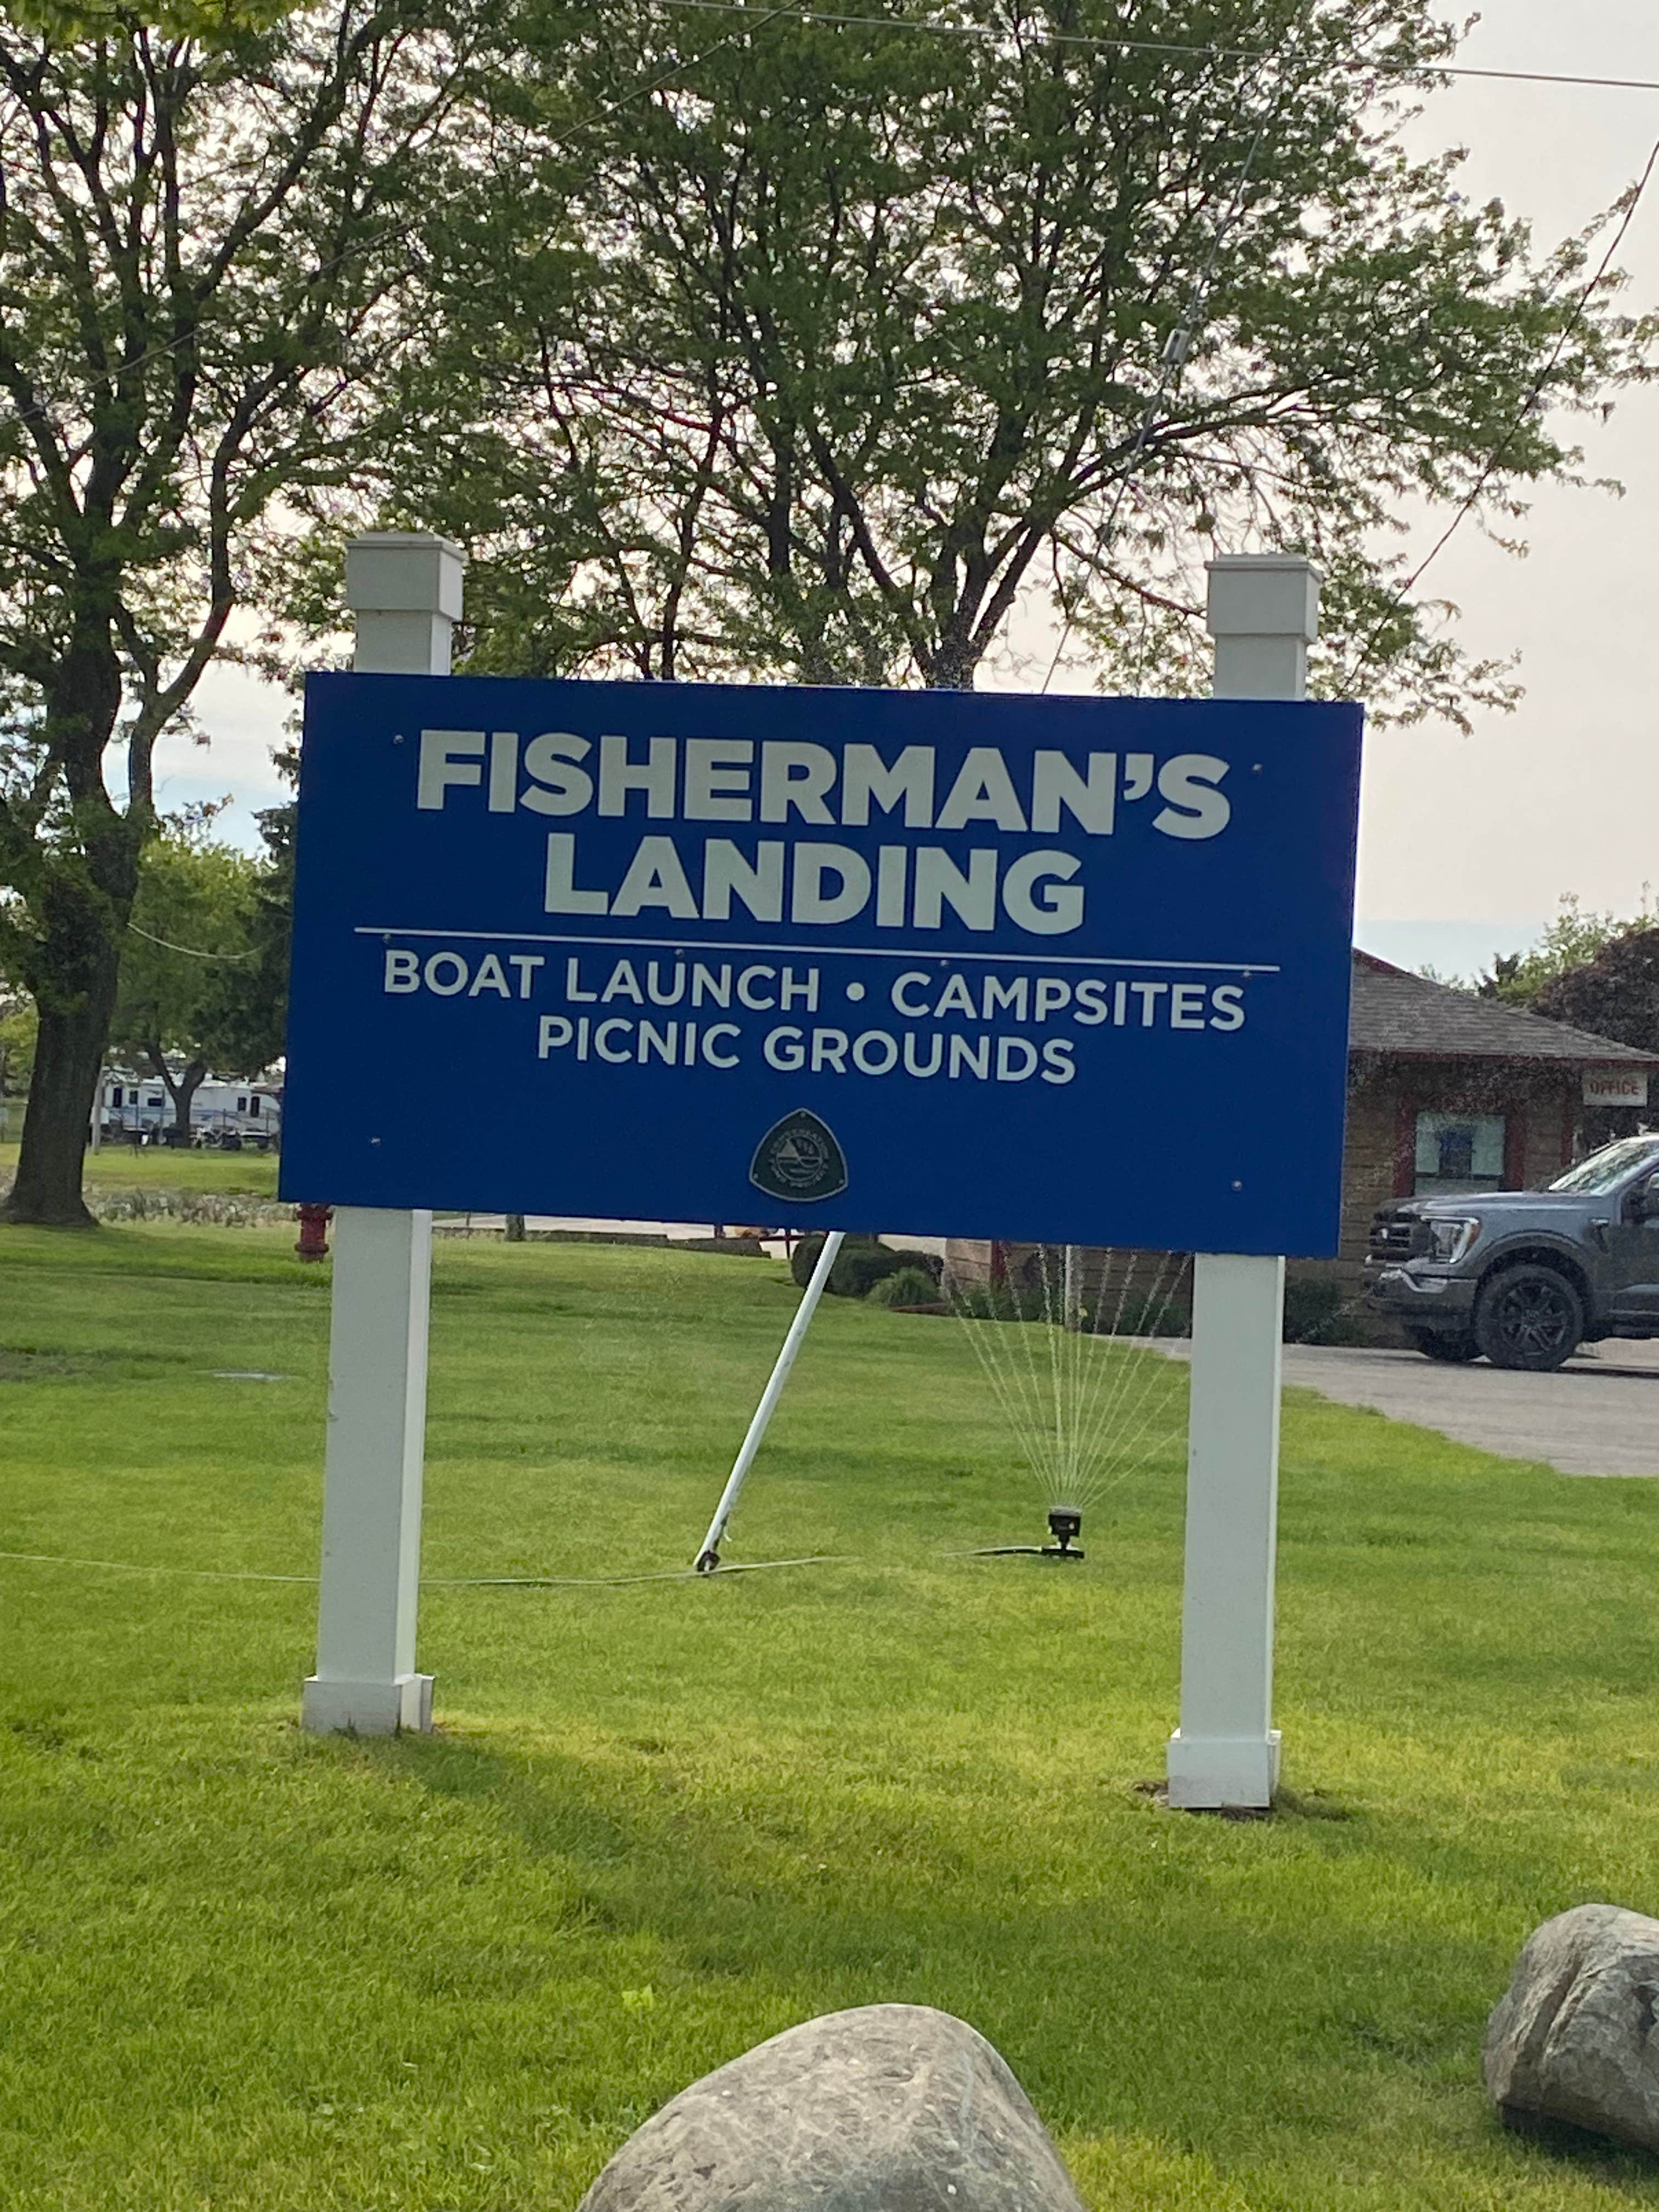 FISHERMAN’S
LANDING
BOAT LAUNCH • CAMPSITES
PICNIC GROUNDS
OFFICE